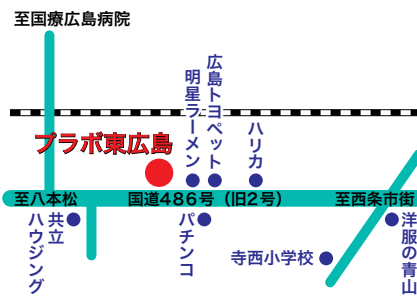 至国療広島病院
広島トヨペット
明星ラーメン
ハリカ
プラボ東広島
至八本松
国道486号（旧2号）
至西条市街
共立
ハウジング
パチンコ
寺西小学校
洋服の青山